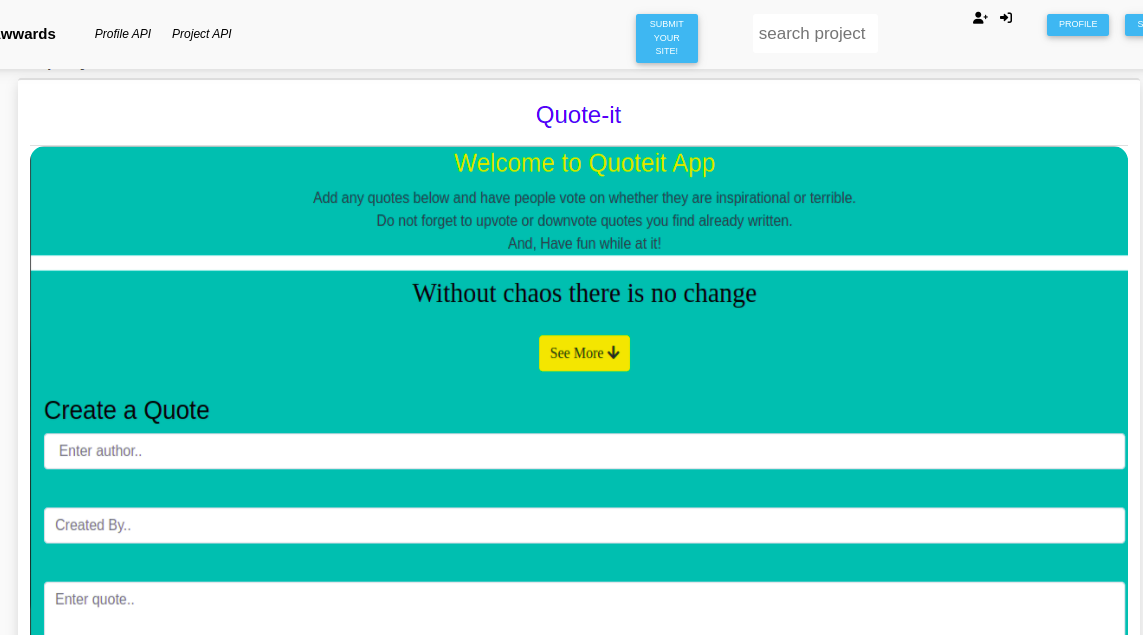 wwards
Profile API
Project API
SUBMIT
YOUR
SITE!
search project
PROFILE
Quote-it
Welcome to Quoteit App
Add any quotes below and have people vote on whether they are inspirational or terrible.
Do not forget to upvote or downvote quotes you find already written.
And, Have fun while at it!
Without chaos there is no change
See More
Create a Quote
Enter author..
Created By..
Enter quote..